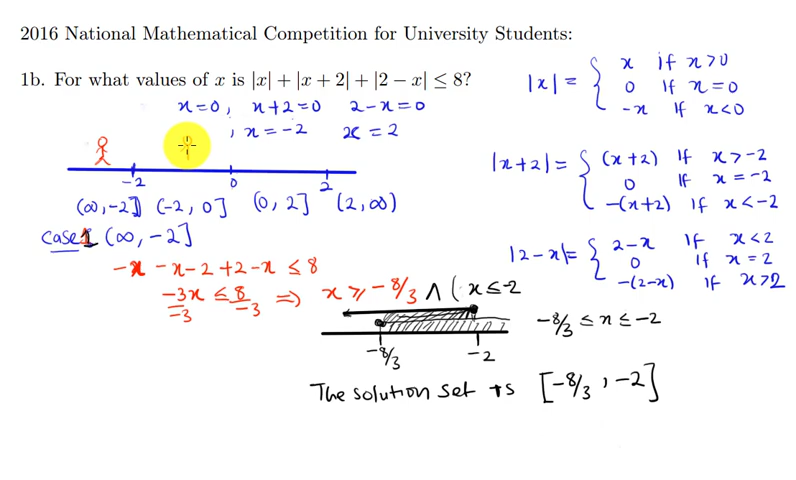 2016 National Mathematical Competition for University Students:
1b. For what values of x is |x| + |x + 2| + |2 − x| ≤ 8?
x=0, x+2=0 2-x=0
, x=-2 x=2
-2 0 2
(∞,-2] (-2, 0] (0, 2] (2,∞)
case1 (∞, -2]
-x -x-2+2-x ≤ 8
-3x ≤ 8 => x ≥ -8/3 ∧ ( x≤-2
-3 -3
-8/3 -2
-8/3 ≤ x ≤ -2
The solution set is [-8/3, -2]
|x| = { x if x>0
0 If x=0
-x If x<0
|x+2| = { (x+2) If x>-2
0 If x=-2
-(x+2) If x<-2
|2-x|= { 2-x If x<2
0 If x=2
-(2-x) If x>2